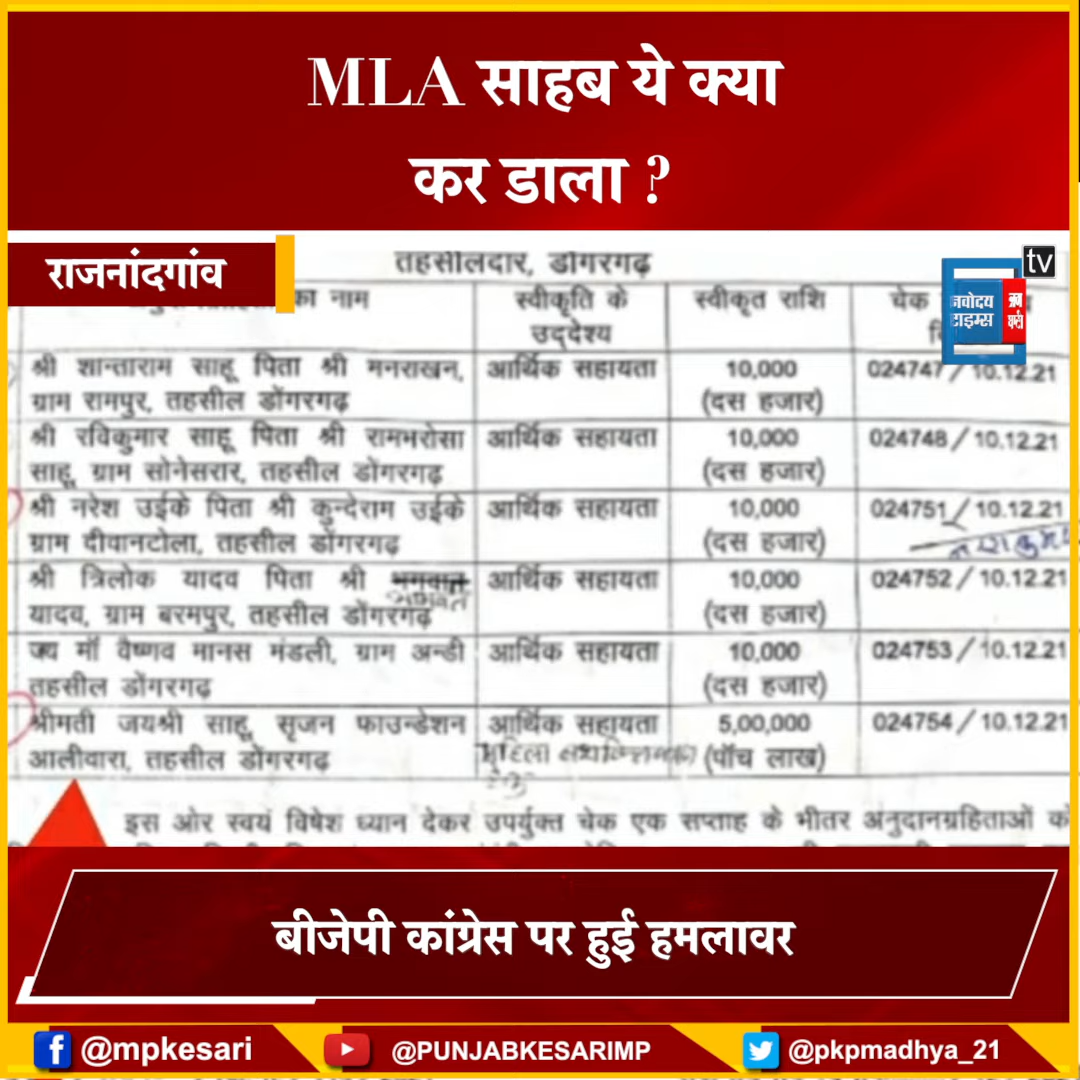 MLA साहब ये क्या
कर डाला ?
राजनांदगांव
तहसीलदार, डोंगरगढ़
tv
नवोदय
टाइम्स
का नाम
स्वीकृति के
उद्देश्य
स्वीकृत राशि
चेक
श्री शान्ताराम साहू पिता श्री मनराखन, आर्थिक सहायता 10,000 024747 / 10.12.21
ग्राम रामपुर, तहसील डोंगरगढ़ (दस हजार)
श्री रविकुमार साहू पिता श्री रामभरोसा आर्थिक सहायता 10,000 024748 / 10.12.21
साहू, ग्राम सोनेसरार, तहसील डोंगरगढ़ (दस हजार)
श्री नरेश उईके पिता श्री कुन्देराम उईके आर्थिक सहायता 10,000 024751 / 10.12.21
ग्राम दीवानटोला, तहसील डोंगरगढ़ (दस हजार)
श्री त्रिलोक यादव पिता श्री आर्थिक सहायता 10,000 024752 / 10.12.21
यादव, ग्राम बरमपुर, तहसील डोंगरगढ़ (दस हजार)
जय माँ वैष्णव मानस मंडली, ग्राम अन्डी आर्थिक सहायता 10,000 024753 / 10.12.21
तहसील डोंगरगढ़ (दस हजार)
श्रीमती जयश्री साहू, सृजन फाउन्डेशन आर्थिक सहायता 5,00,000 024754 / 10.12.21
आलीवारा, तहसील डोंगरगढ़ महिला (पाँच लाख)
इस ओर स्वयं विषेश ध्यान देकर उपर्युक्त चेक एक सप्ताह के भीतर अनुदानग्रहिताओं को
बीजेपी कांग्रेस पर हुई हमलावर
@mpkesari
@PUNJABKESARIMP
@pkpmadhya_21